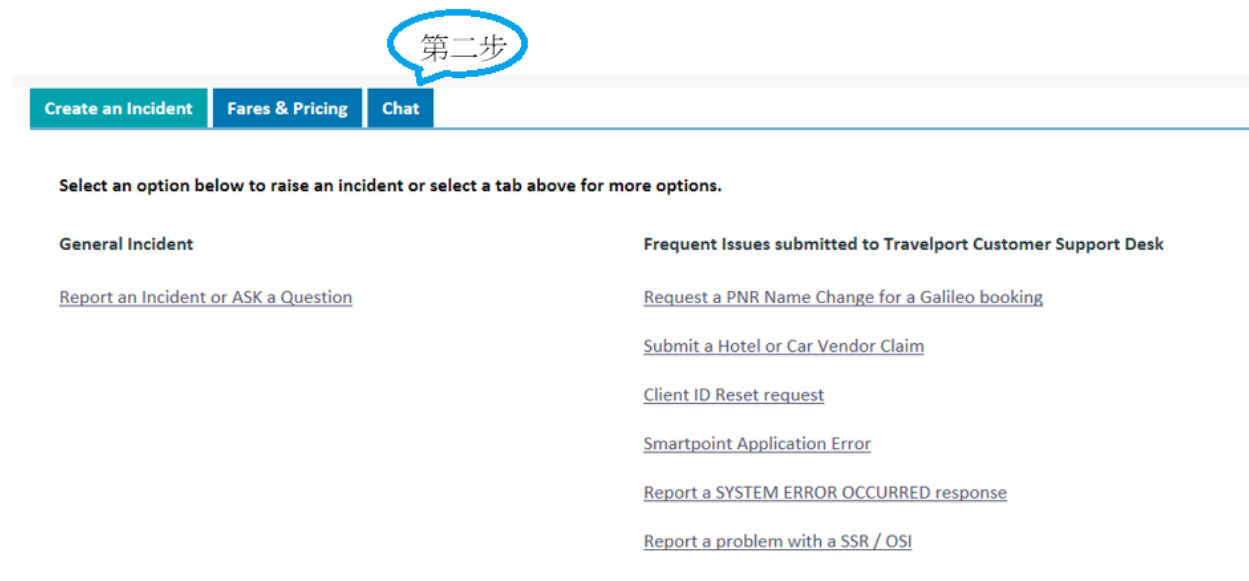 第二步
Create an Incident Fares & Pricing Chat
Select an option below to raise an incident or select a tab above for more options.
General Incident Frequent Issues submitted to Travelport Customer Support Desk
Report an Incident or ASK a Question Request a PNR Name Change for a Galileo booking
Submit a Hotel or Car Vendor Claim
Client ID Reset request
Smartpoint Application Error
Report a SYSTEM ERROR OCCURRED response
Report a problem with a SSR / OSI